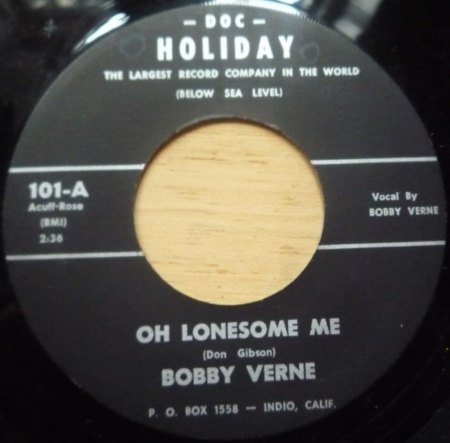 – DOC –
HOLIDAY
THE LARGEST RECORD COMPANY IN THE WORLD
(BELOW SEA LEVEL)
101-A
Acuff-Rose
(BMI)
2:36
Vocal By
BOBBY VERNE
OH LONESOME ME
(Don Gibson)
BOBBY VERNE
P. O. BOX 1558 — INDIO, CALIF.